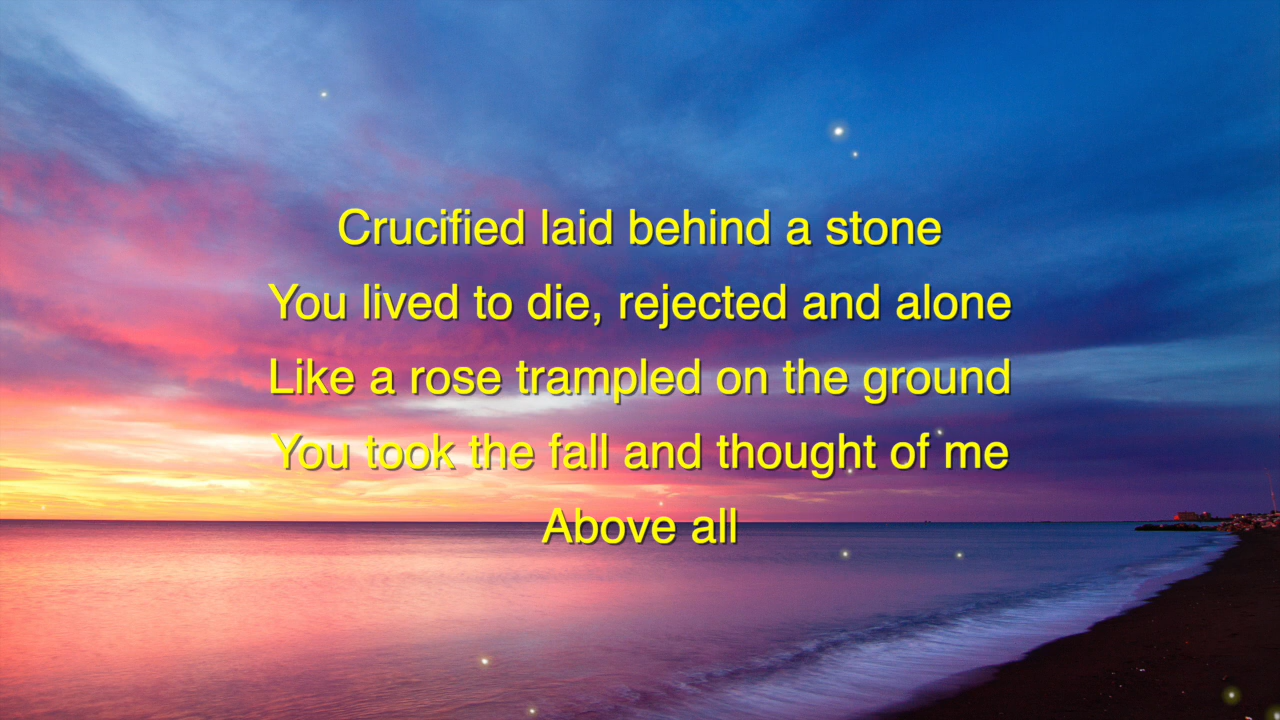 Crucified laid behind a stone
You lived to die, rejected and alone
Like a rose trampled on the ground
You took the fall and thought of me
Above all